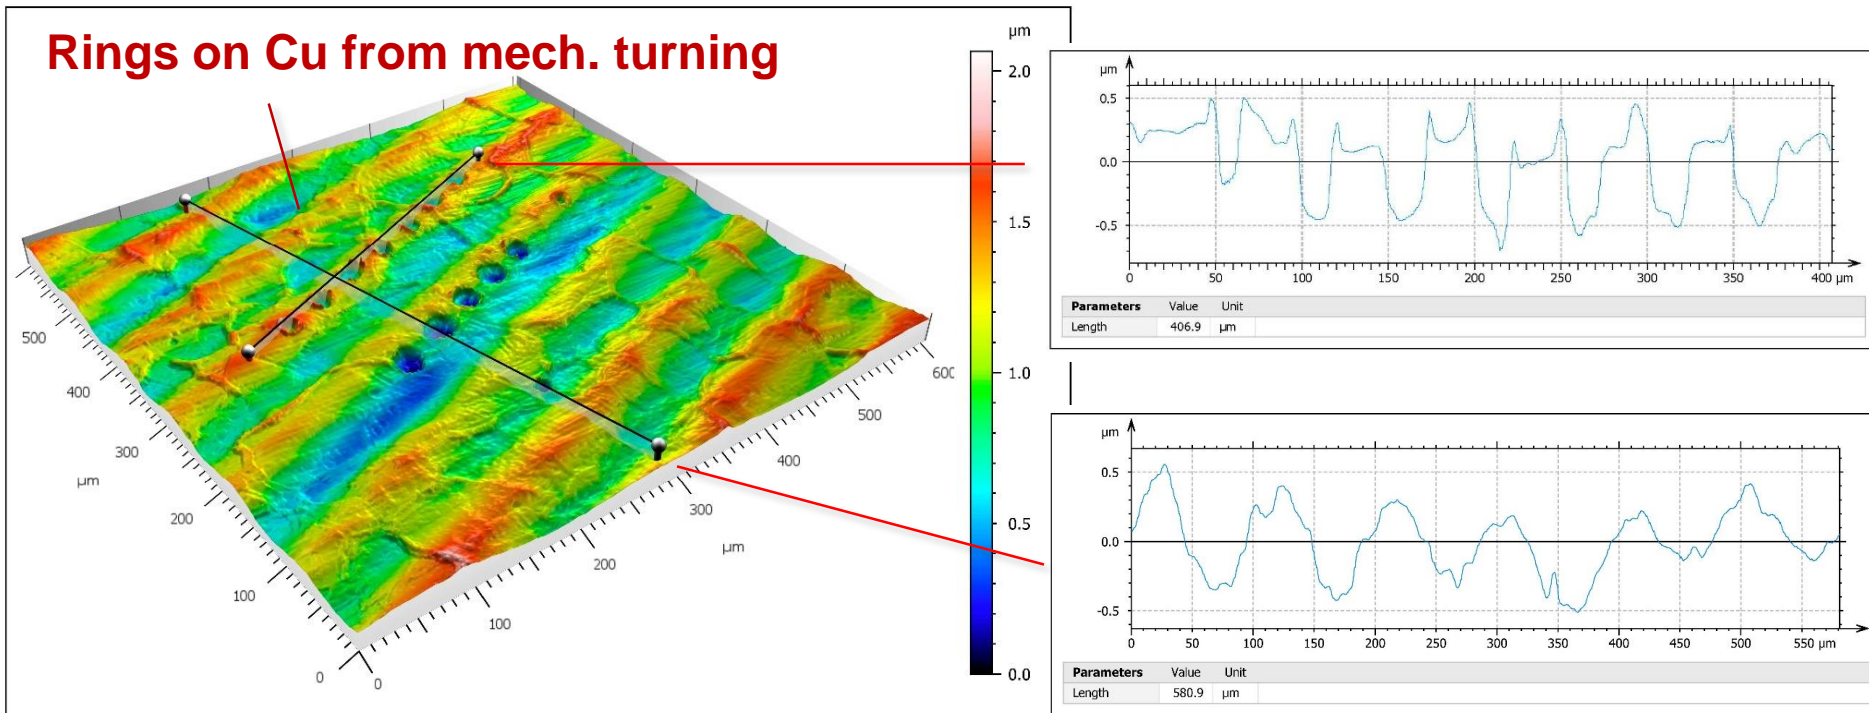 Rings on Cu from mech. turning
µm
2.0
1.5
1.0
0.5
0.0
500
400
300
µm
200
100
0
0
100
200
µm
300
400
500
600
µm
0.5
0.0
-0.5
0 50 100 150 200 250 300 350 400 µm
Parameters Value Unit
Length 406.9 µm
µm
0.5
0.0
-0.5
0 50 100 150 200 250 300 350 400 450 500 550 µm
Parameters Value Unit
Length 580.9 µm